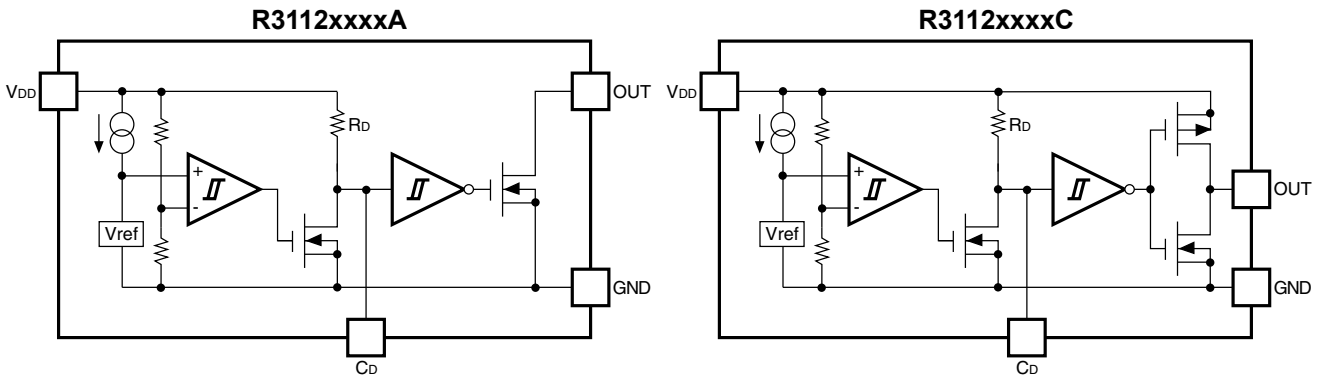 R3112xxxxA
VDD
OUT
RD
+
-
Vref
GND
CD
R3112xxxxC
VDD
RD
+
-
OUT
Vref
GND
CD